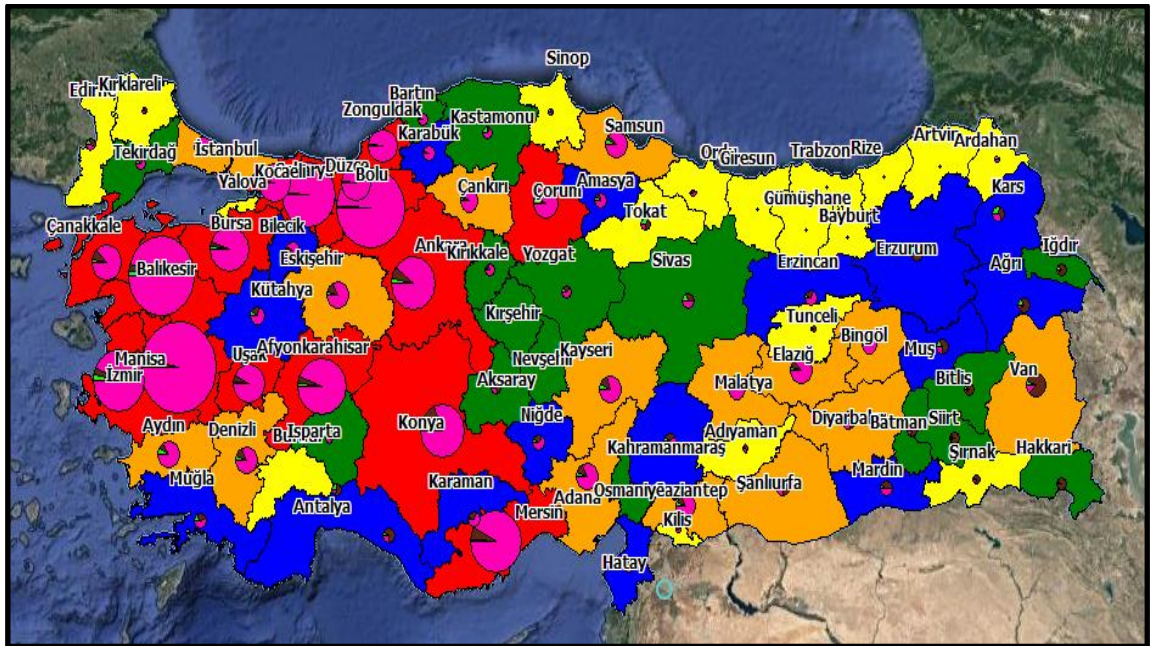 Sinop
Edirne
Kırklareli
Bartın
Zonguldak
Kastamonu
Karabük
Samsun
Artvin
Ardahan
Tekirdağ
İstanbul
Kocaeli
Düzce
Bolu
Yalova
Çankırı
Çorum
Amasya
Ordu
Giresun
Trabzon
Rize
Kars
Gümüşhane
Bayburt
Tokat
Çanakkale
Bursa
Bilecik
Ankara
Kırıkkale
Yozgat
Sivas
Erzincan
Erzurum
Iğdır
Ağrı
Balıkesir
Eskişehir
Kütahya
Kırşehir
Tunceli
Bingöl
Manisa
İzmir
Uşak
Afyonkarahisar
Nevşehir
Kayseri
Elazığ
Muş
Aksaray
Malatya
Bitlis
Van
Aydın
Denizli
Isparta
Konya
Niğde
Kahramanmaraş
Adıyaman
Diyarbakır
Batman
Siirt
Şırnak
Hakkari
Muğla
Antalya
Karaman
Mersin
Adana
Osmaniye
Gaziantep
Şanlıurfa
Mardin
Kilis
Hatay